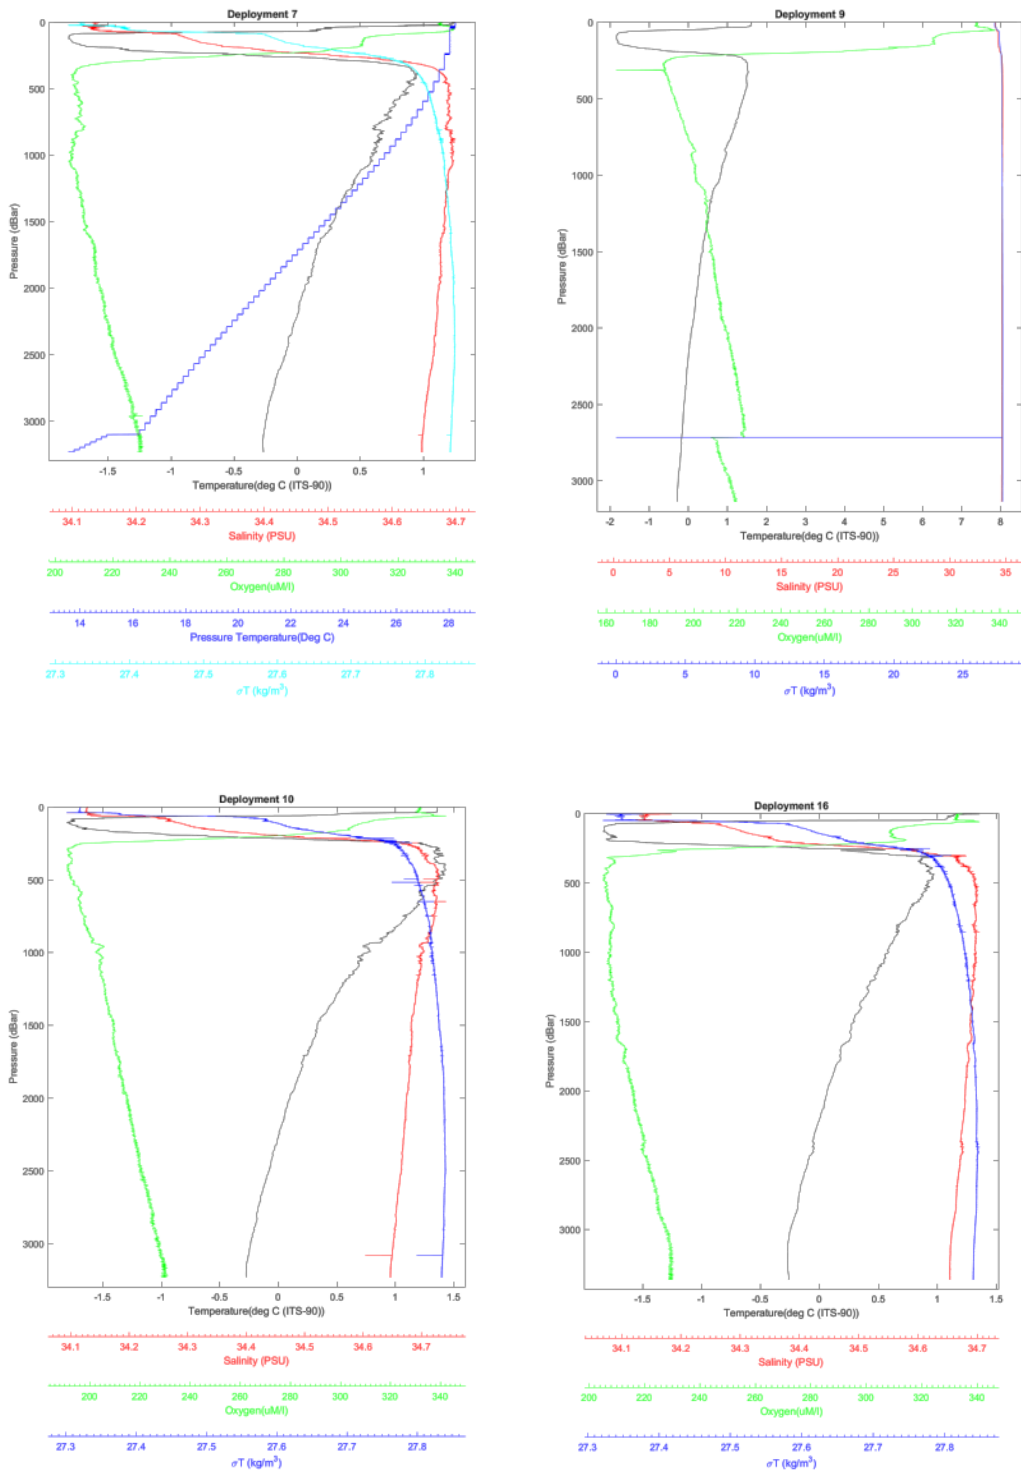 Deployment 7
0
500
1000
1500
2000
2500
3000
Pressure (dBar)
-1.5 -1 -0.5 0 0.5 1
Temperature(deg C (ITS-90))
34.1 34.2 34.3 34.4 34.5 34.6 34.7
Salinity (PSU)
200 220 240 260 280 300 320 340
Oxygen(uM/l)
14 16 18 20 22 24 26 28
Pressure Temperature(Deg C)
27.3 27.4 27.5 27.6 27.7 27.8
σT (kg/m³)
Deployment 9
0
500
1000
1500
2000
2500
3000
Pressure (dBar)
-2 -1 0 1 2 3 4 5 6 7 8
Temperature(deg C (ITS-90))
0 5 10 15 20 25 30 35
Salinity (PSU)
160 180 200 220 240 260 280 300 320 340
Oxygen(uM/l)
0 5 10 15 20 25
σT (kg/m³)
Deployment 10
0
500
1000
1500
2000
2500
3000
Pressure (dBar)
-1.5 -1 -0.5 0 0.5 1 1.5
Temperature(deg C (ITS-90))
34.1 34.2 34.3 34.4 34.5 34.6 34.7
Salinity (PSU)
200 220 240 260 280 300 320 340
Oxygen(uM/l)
27.3 27.4 27.5 27.6 27.7 27.8
σT (kg/m³)
Deployment 16
0
500
1000
1500
2000
2500
3000
Pressure (dBar)
-1.5 -1 -0.5 0 0.5 1 1.5
Temperature(deg C (ITS-90))
34.1 34.2 34.3 34.4 34.5 34.6 34.7
Salinity (PSU)
200 220 240 260 280 300 320 340
Oxygen(uM/l)
27.3 27.4 27.5 27.6 27.7 27.8
σT (kg/m³)